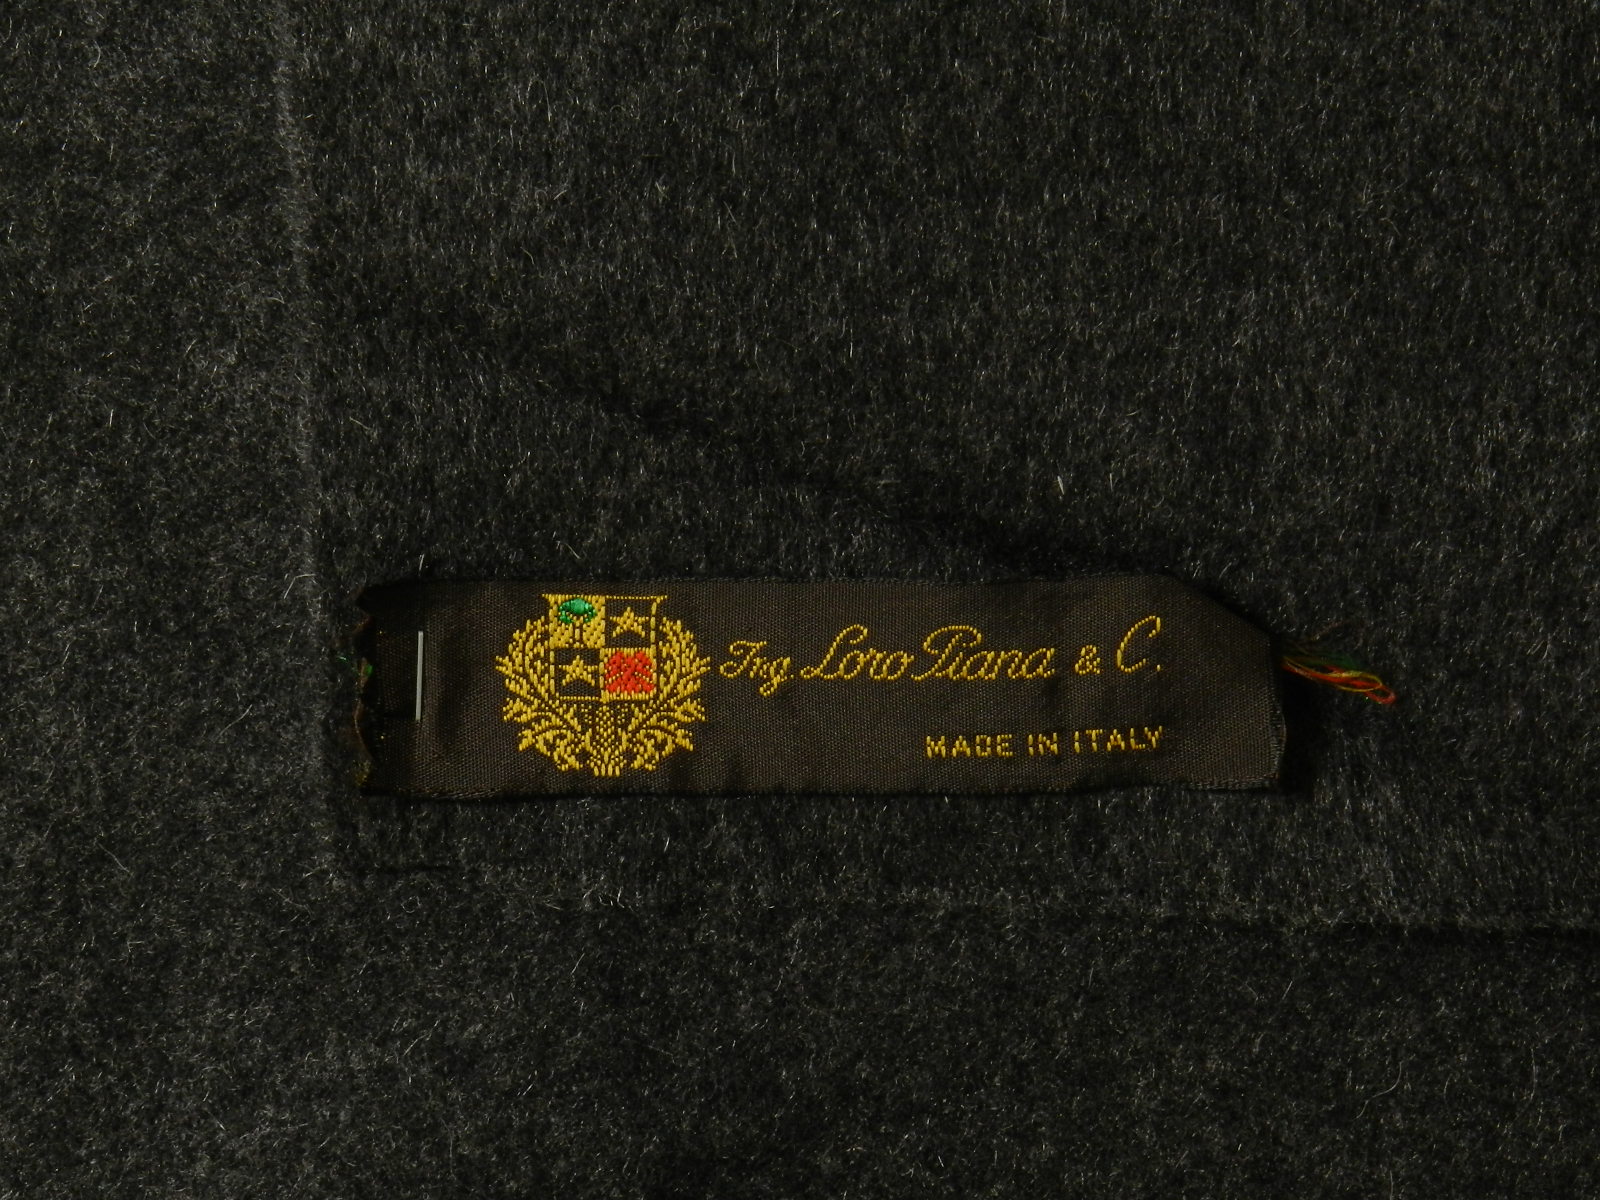 Ing. Loro Piana & C.
MADE IN ITALY